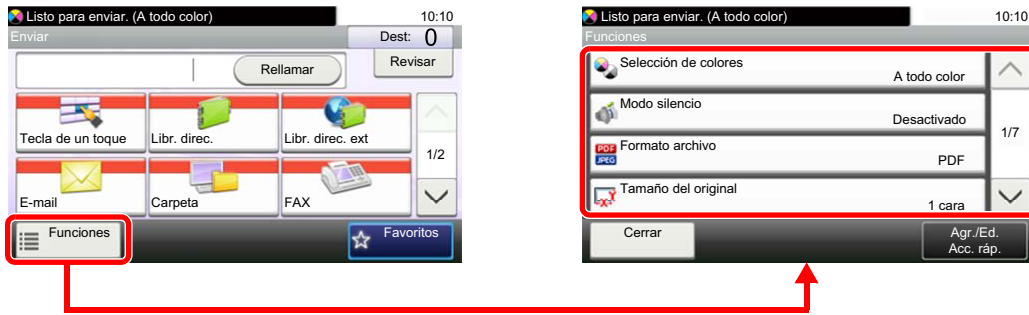 Listo para enviar. (A todo color) 10:10
Enviar Dest: 0
Rellamar Revisar
Tecla de un toque Libr. direc. Libr. direc. ext
1/2
E-mail Carpeta FAX
Funciones Favoritos
Listo para enviar. (A todo color) 10:10
Funciones
Selección de colores
A todo color
Modo silencio
Desactivado
1/7
PDF
JPEG
Formato archivo
PDF
Tamaño del original
1 cara
Cerrar
Agr./Ed.
Acc. ráp.